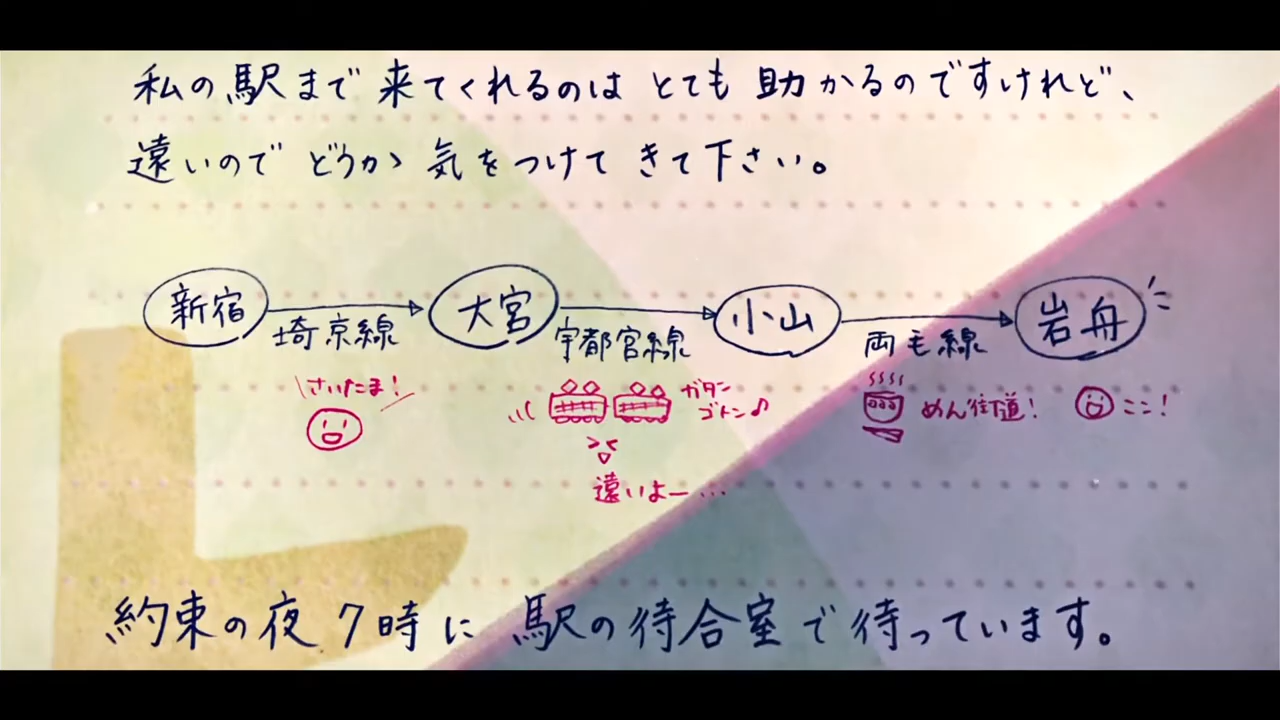 私の駅まで来てくれるのは とても 助かるのですけれど、
遠いので どうか 気をつけて きて下さい。
新宿 大宮 小山 岩舟
埼京線 宇都宮線 両毛線
さいたま! ガタン
ゴトン♪ めん街道! ここ!
遠いよー…
約束の夜7時に 駅の待合室で待っています。